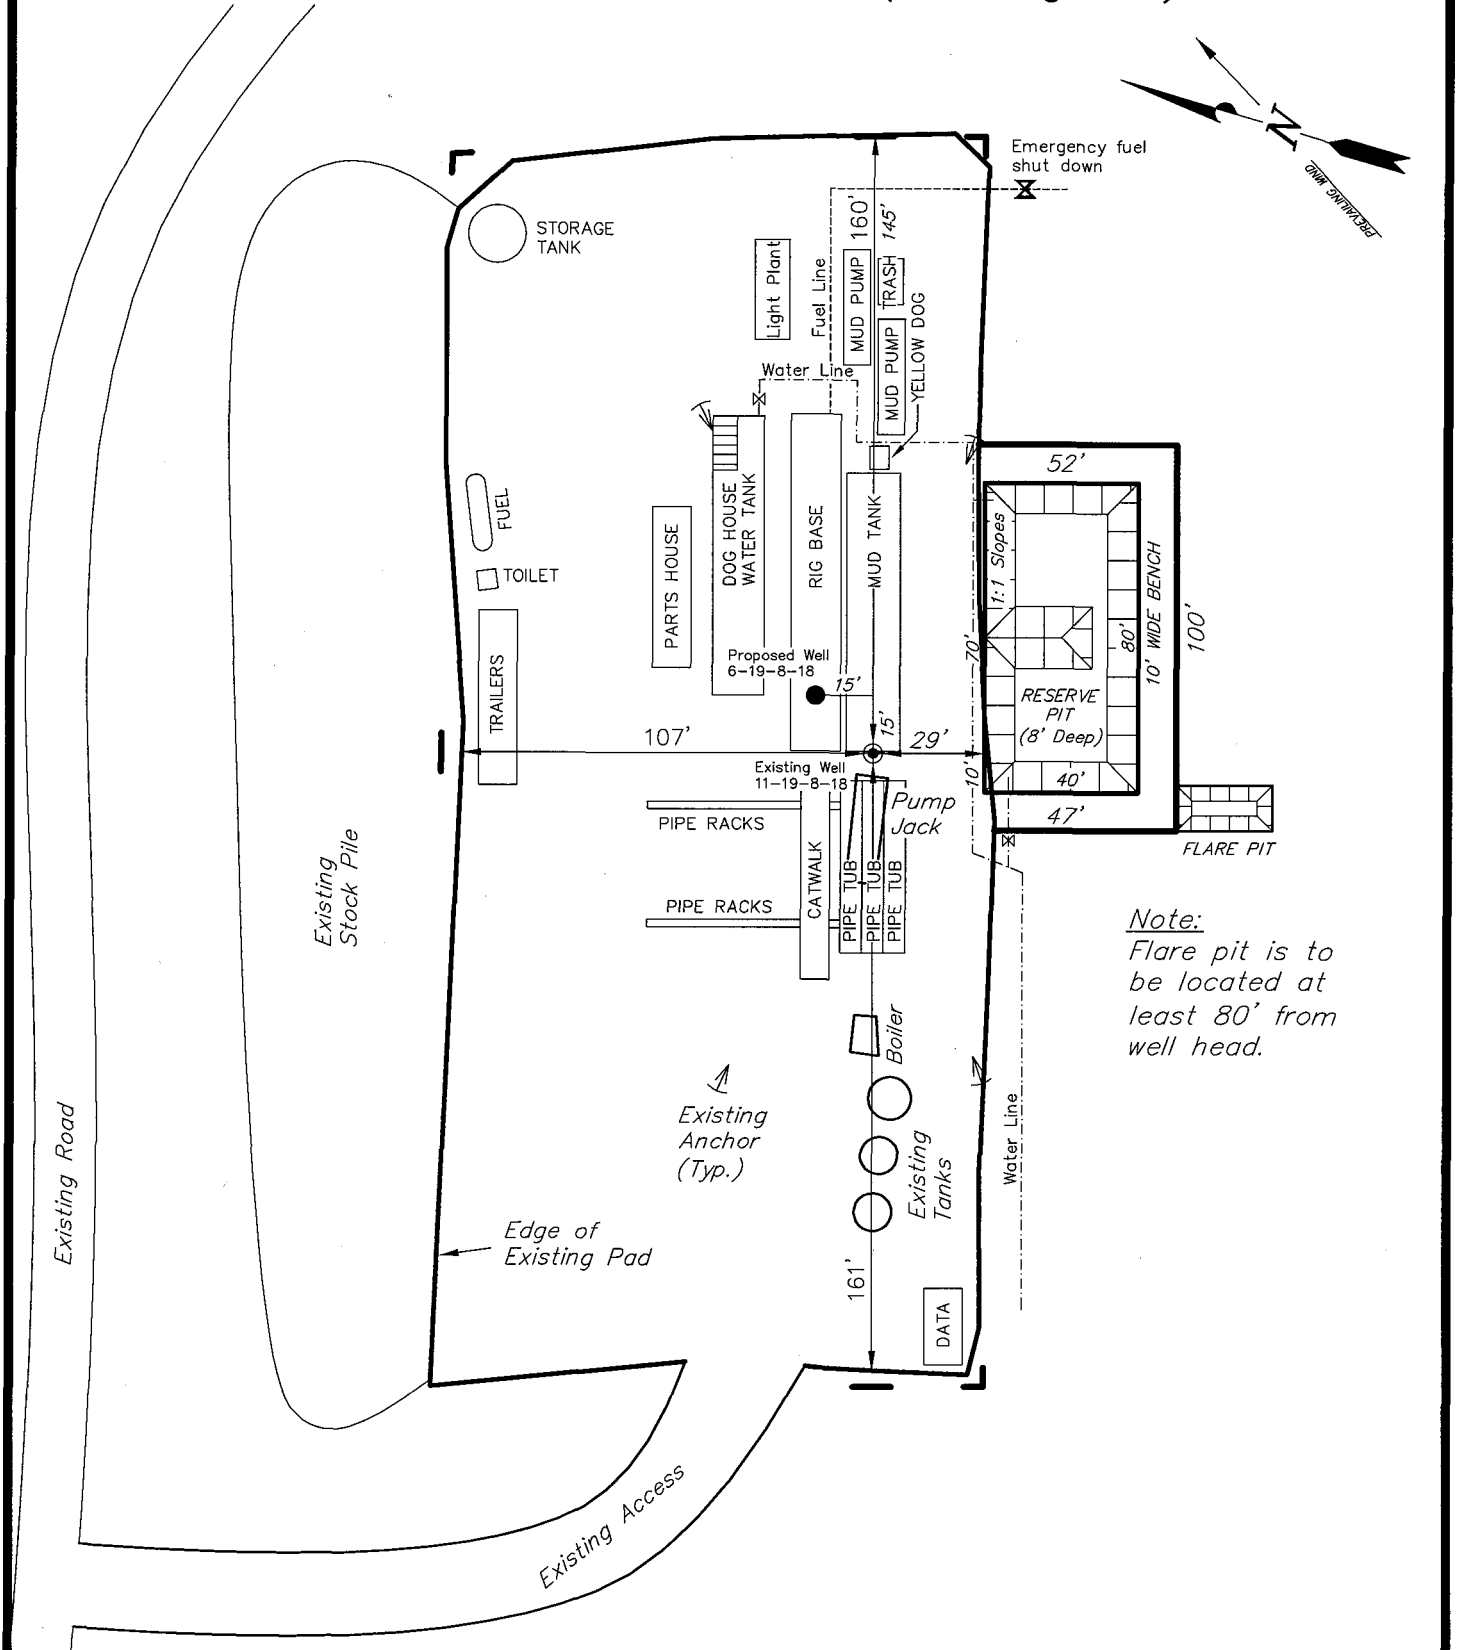 Emergency fuel
shut down
N
PREVAILING WIND
STORAGE
TANK
160'
145'
Light Plant
Fuel Line
MUD PUMP
TRASH
MUD PUMP
YELLOW DOG
Water Line
52'
FUEL
TOILET
TRAILERS
PARTS HOUSE
DOG HOUSE
WATER TANK
RIG BASE
MUD TANK
1:1 Slopes
70'
80'
10' WIDE BENCH
100'
Proposed Well
6-19-8-18
15'
15'
RESERVE
PIT
(8' Deep)
107'
29'
10'
40'
47'
Existing Well
11-19-8-18
Pump
Jack
PIPE RACKS
FLARE PIT
CATWALK
PIPE TUB
PIPE TUB
PIPE TUB
PIPE RACKS
Existing
Stock Pile
Note:
Flare pit is to
be located at
least 80' from
well head.
Boiler
Existing
Anchor
(Typ.)
Existing
Tanks
Water Line
Existing Road
Edge of
Existing Pad
161'
DATA
Existing Access